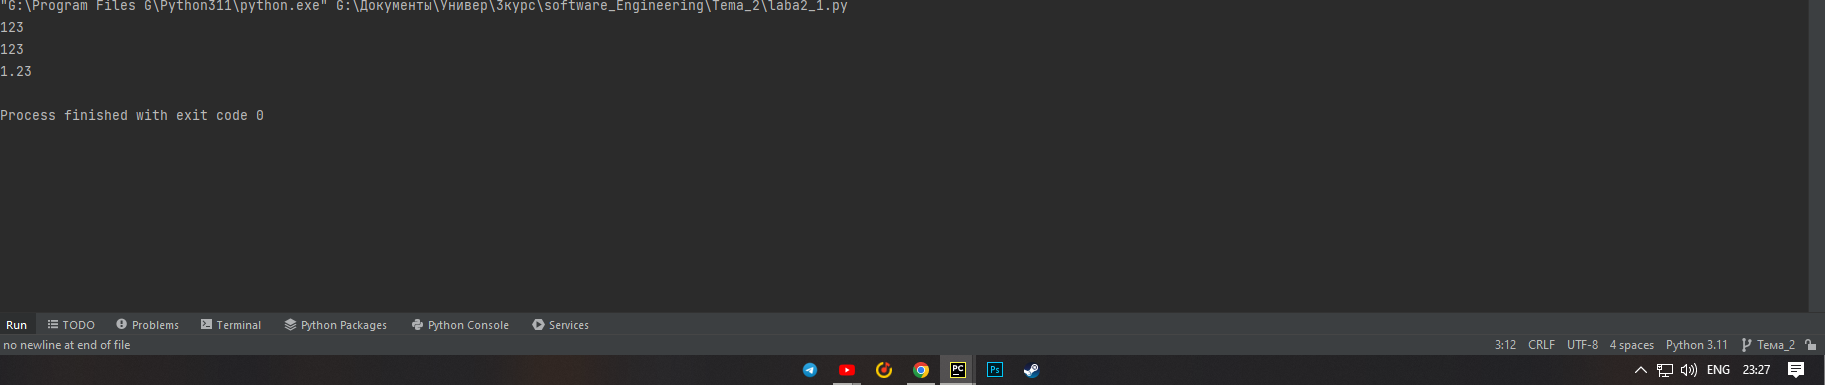 "G:\Program Files G\Python311\python.exe" G:\Документы\Универ\3курс\software_Engineering\Tema_2\laba2_1.py
123
123
1.23
Process finished with exit code 0
Run TODO Problems Terminal Python Packages Python Console Services
no newline at end of file 3:12 CRLF UTF-8 4 spaces Python 3.11 Тема_2
PC Ps ENG 23:27